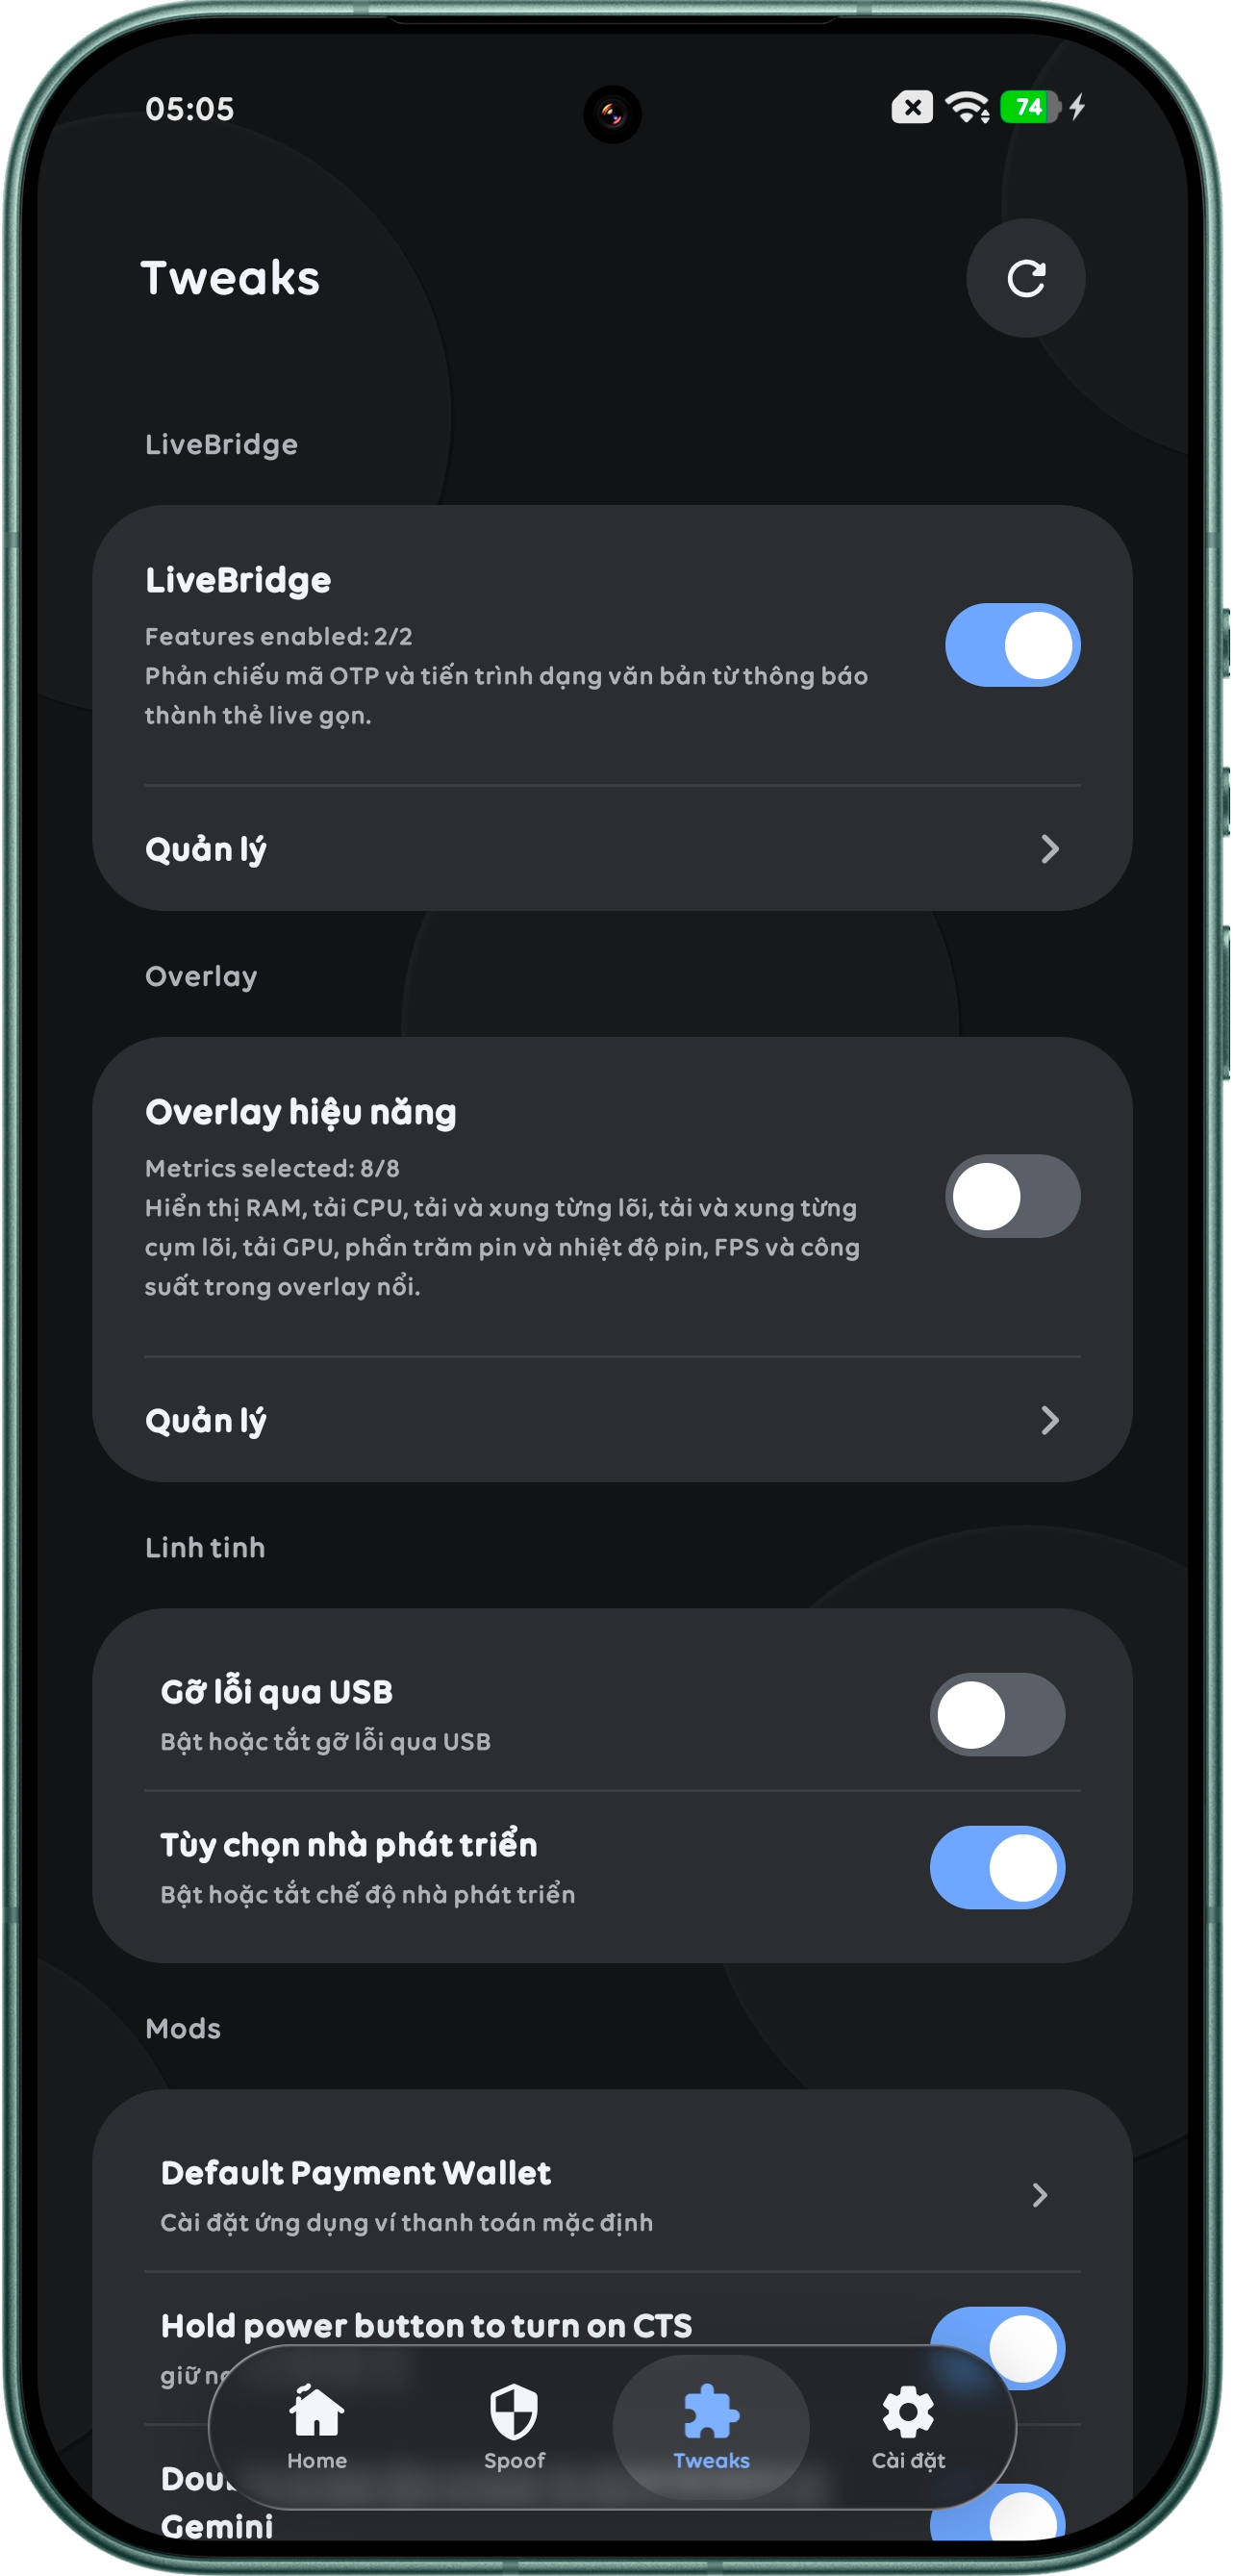 05:05
74
Tweaks
LiveBridge
LiveBridge
Features enabled: 2/2
Phản chiếu mã OTP và tiến trình dạng văn bản từ thông báo
thành thẻ live gọn.
Quản lý
Overlay
Overlay hiệu năng
Metrics selected: 8/8
Hiển thị RAM, tải CPU, tải và xung từng lõi, tải và xung từng
cụm lõi, tải GPU, phần trăm pin và nhiệt độ pin, FPS và công
suất trong overlay nổi.
Quản lý
Linh tinh
Gỡ lỗi qua USB
Bật hoặc tắt gỡ lỗi qua USB
Tùy chọn nhà phát triển
Bật hoặc tắt chế độ nhà phát triển
Mods
Default Payment Wallet
Cài đặt ứng dụng ví thanh toán mặc định
Hold power button to turn on CTS
giữ
Gemini
Home
Spoof
Tweaks
Cài đặt